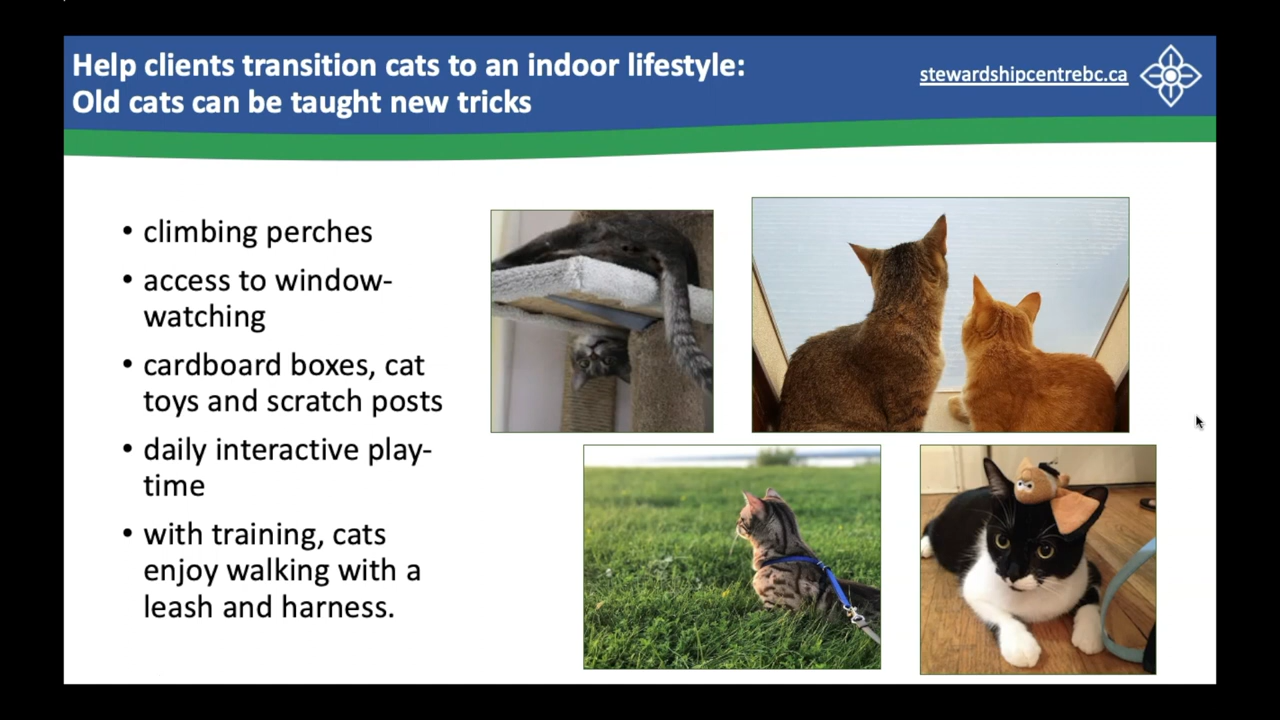 Help clients transition cats to an indoor lifestyle:
Old cats can be taught new tricks
stewardshipcentrebc.ca
• climbing perches
• access to window-
watching
• cardboard boxes, cat
toys and scratch posts
• daily interactive play-
time
• with training, cats
enjoy walking with a
leash and harness.